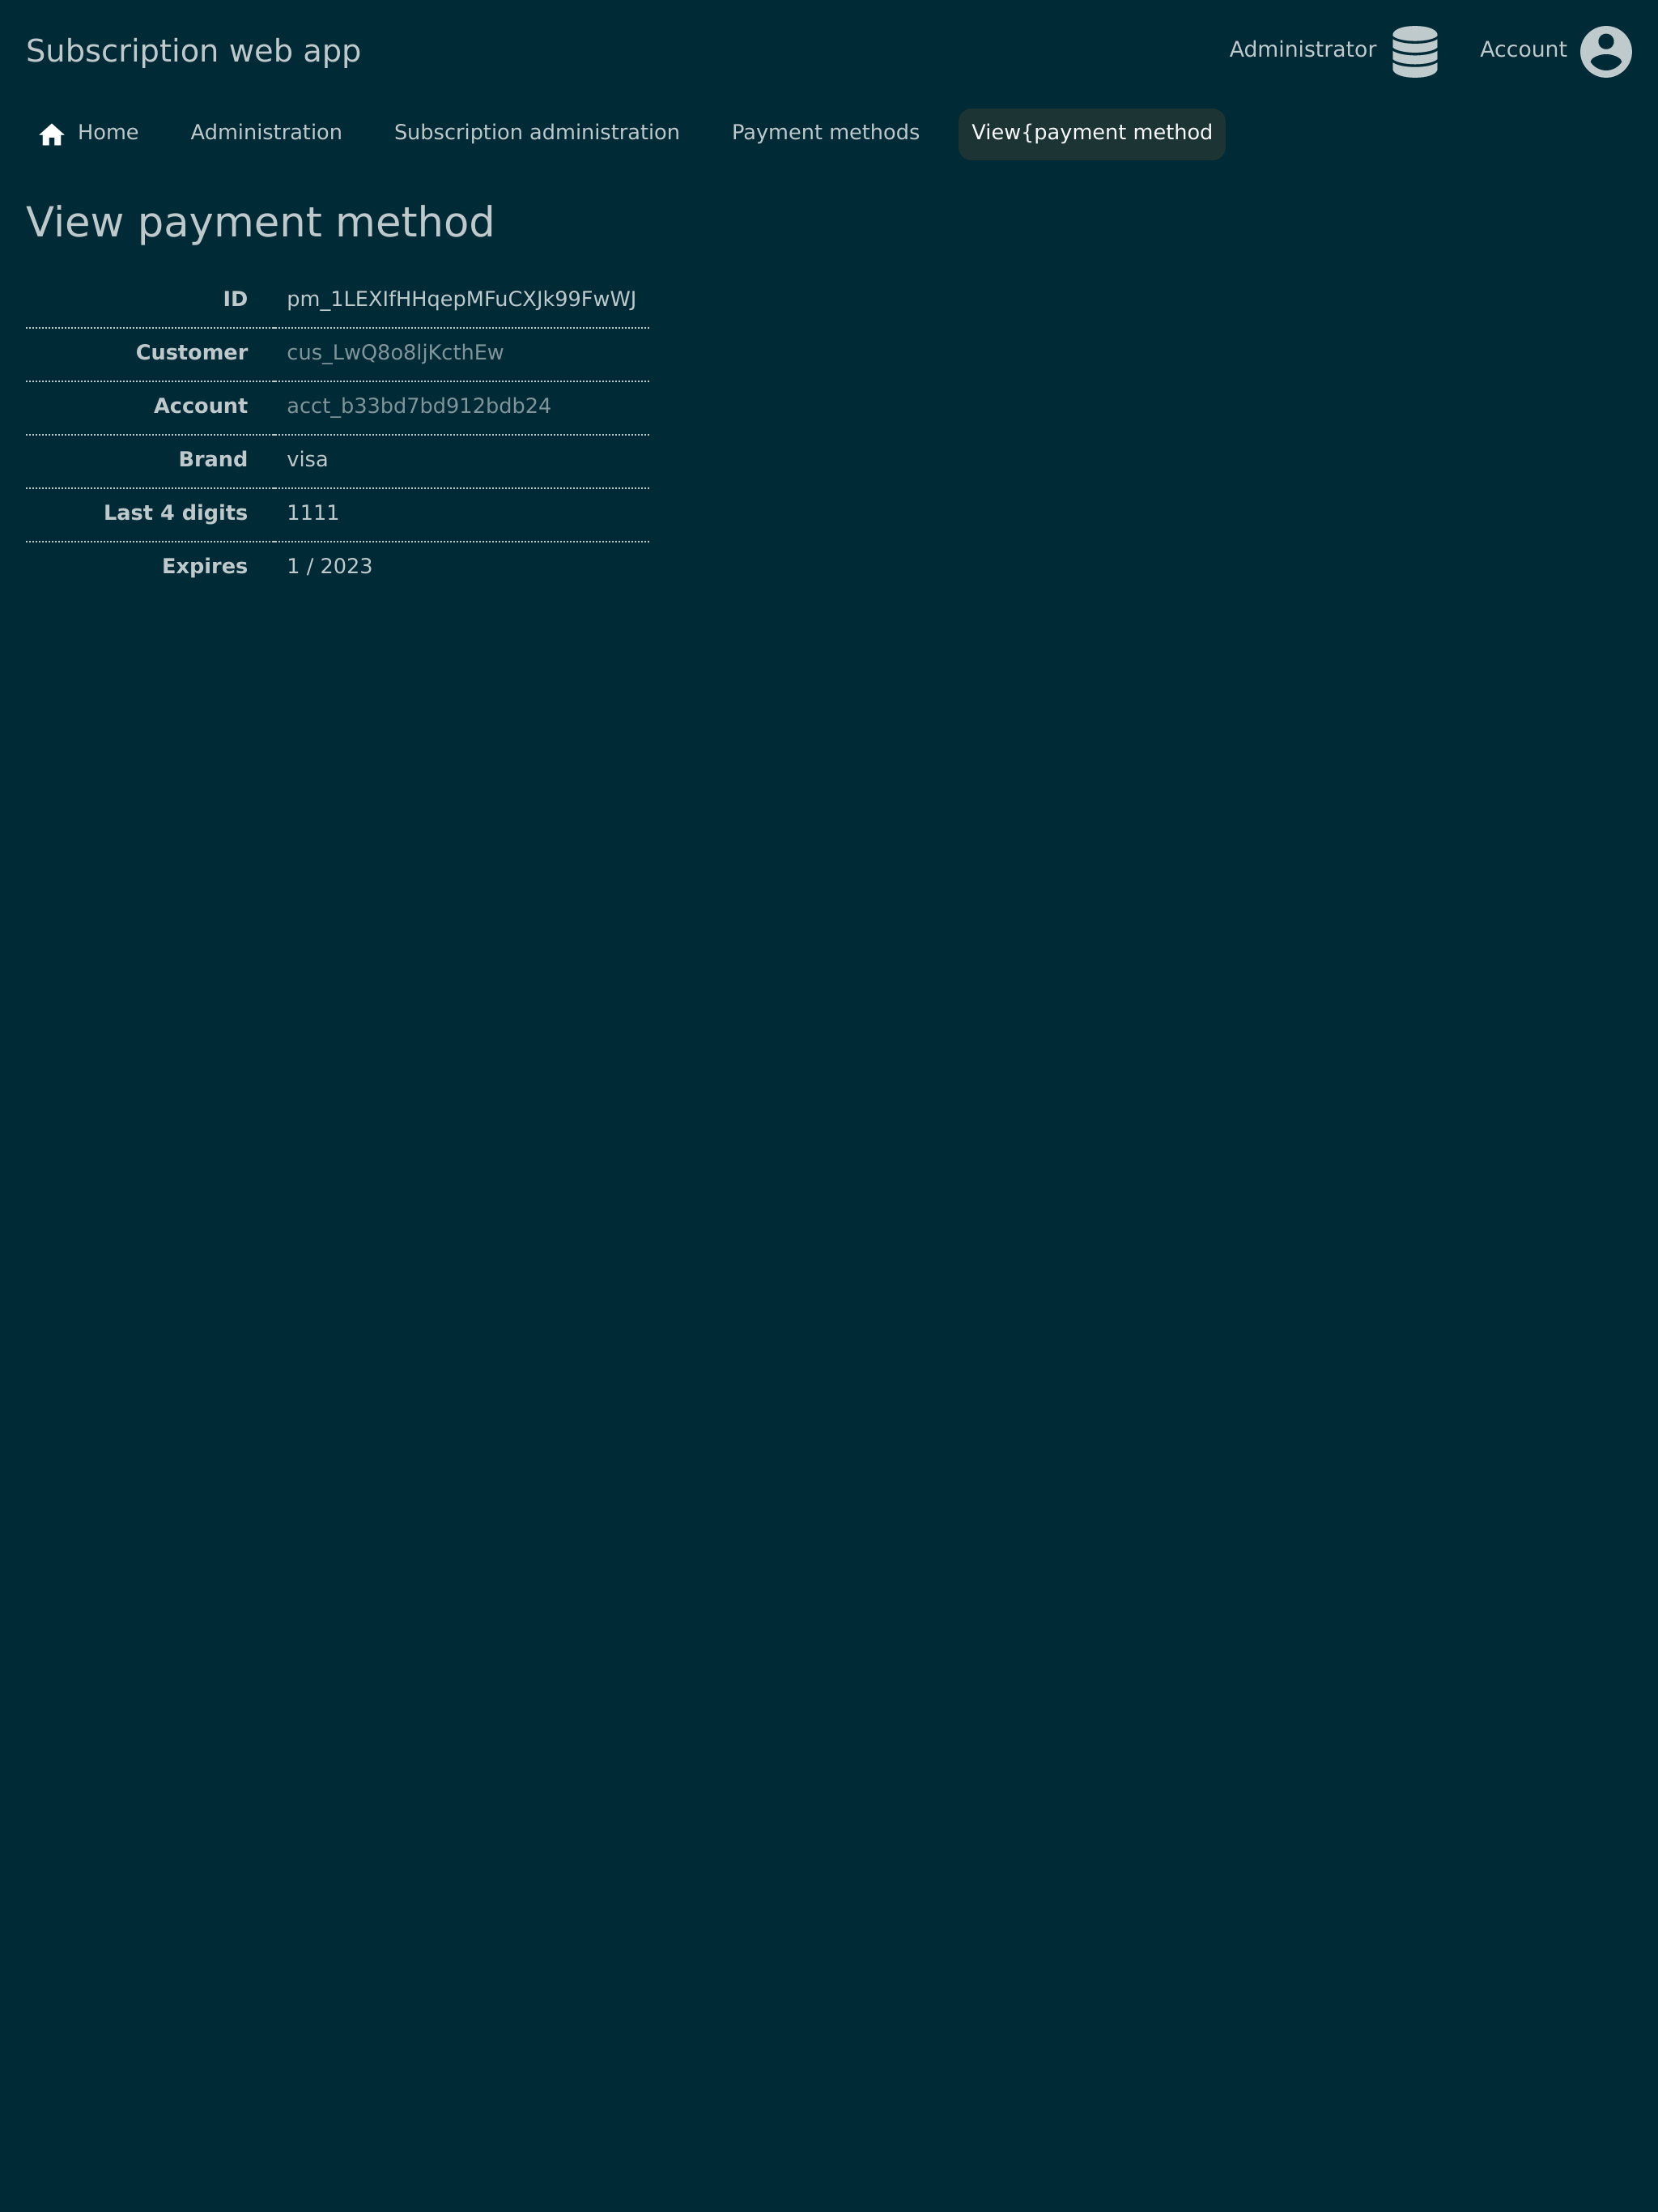 Subscription web app
Administrator
Account
Home Administration Subscription administration Payment methods View{payment method
View payment method
ID pm_1LEXIfHHqepMFuCXJk99FwWJ
Customer cus_LwQ8o8ljKcthEw
Account acct_b33bd7bd912bdb24
Brand visa
Last 4 digits 1111
Expires 1 / 2023